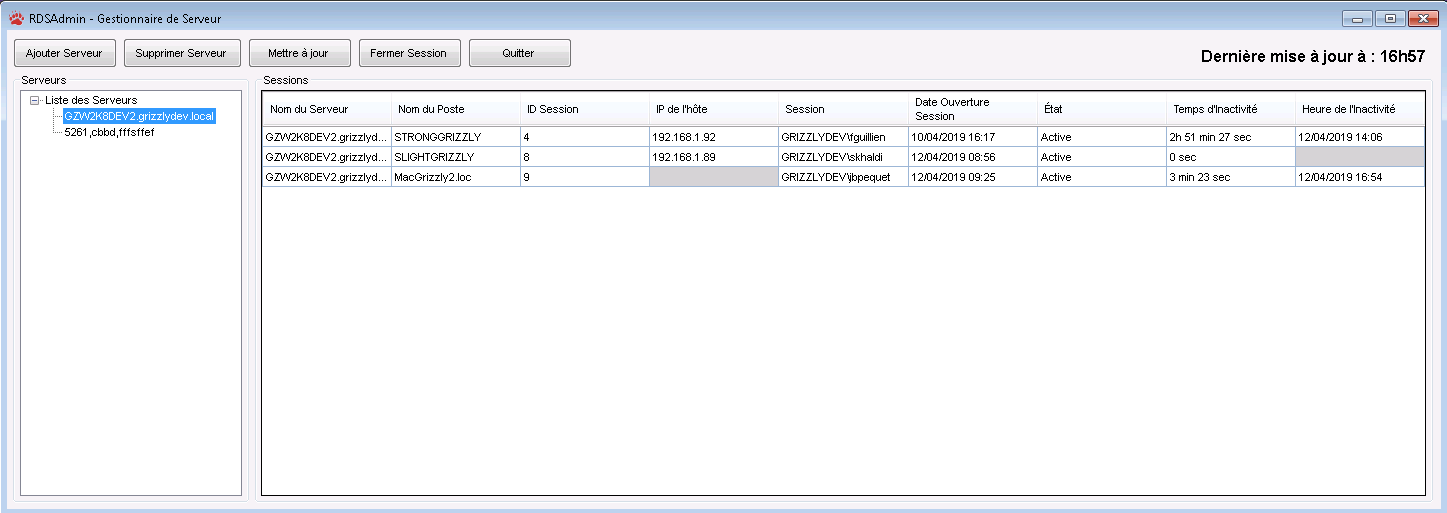 RDSAdmin - Gestionnaire de Serveur
Ajouter Serveur Supprimer Serveur Mettre à jour Fermer Session Quitter
Dernière mise à jour à : 16h57
Serveurs
Liste des Serveurs
GZW2K8DEV2.grizzlydev.local
5261,cbbd,fffsffef
Sessions
Nom du Serveur Nom du Poste ID Session IP de l'hôte Session Date Ouverture Session État Temps d'Inactivité Heure de l'Inactivité
GZW2K8DEV2.grizzlyd... STRONGGRIZZLY 4 192.168.1.92 GRIZZLYDEV\fguillien 10/04/2019 16:17 Active 2h 51 min 27 sec 12/04/2019 14:06
GZW2K8DEV2.grizzlyd... SLIGHTGRIZZLY 8 192.168.1.89 GRIZZLYDEV\skhaldi 12/04/2019 08:56 Active 0 sec
GZW2K8DEV2.grizzlyd... MacGrizzly2.loc 9 GRIZZLYDEV\jbpequet 12/04/2019 09:25 Active 3 min 23 sec 12/04/2019 16:54